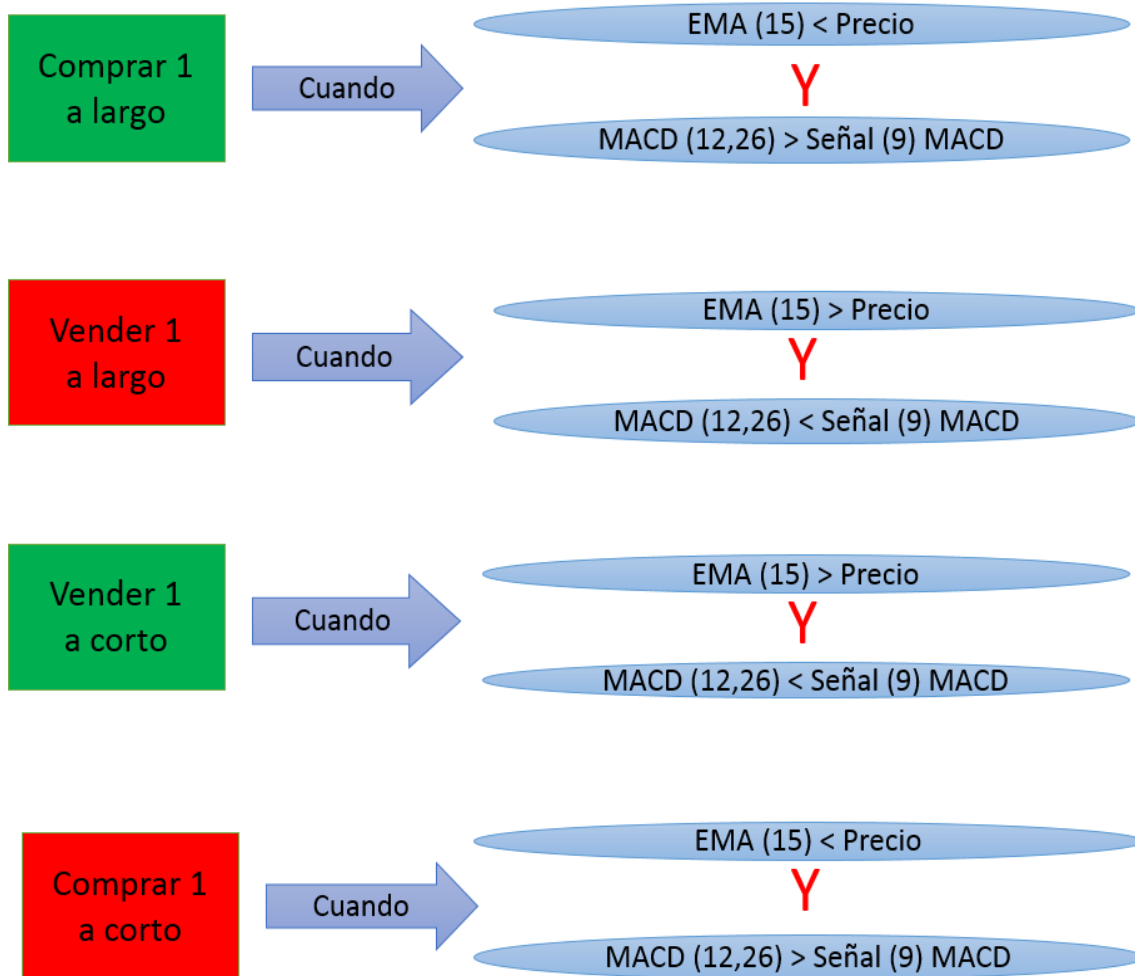 Comprar 1
a largo
Cuando
EMA (15) < Precio
Y
MACD (12,26) > Señal (9) MACD
Vender 1
a largo
Cuando
EMA (15) > Precio
Y
MACD (12,26) < Señal (9) MACD
Vender 1
a corto
Cuando
EMA (15) > Precio
Y
MACD (12,26) < Señal (9) MACD
Comprar 1
a corto
Cuando
EMA (15) < Precio
Y
MACD (12,26) > Señal (9) MACD